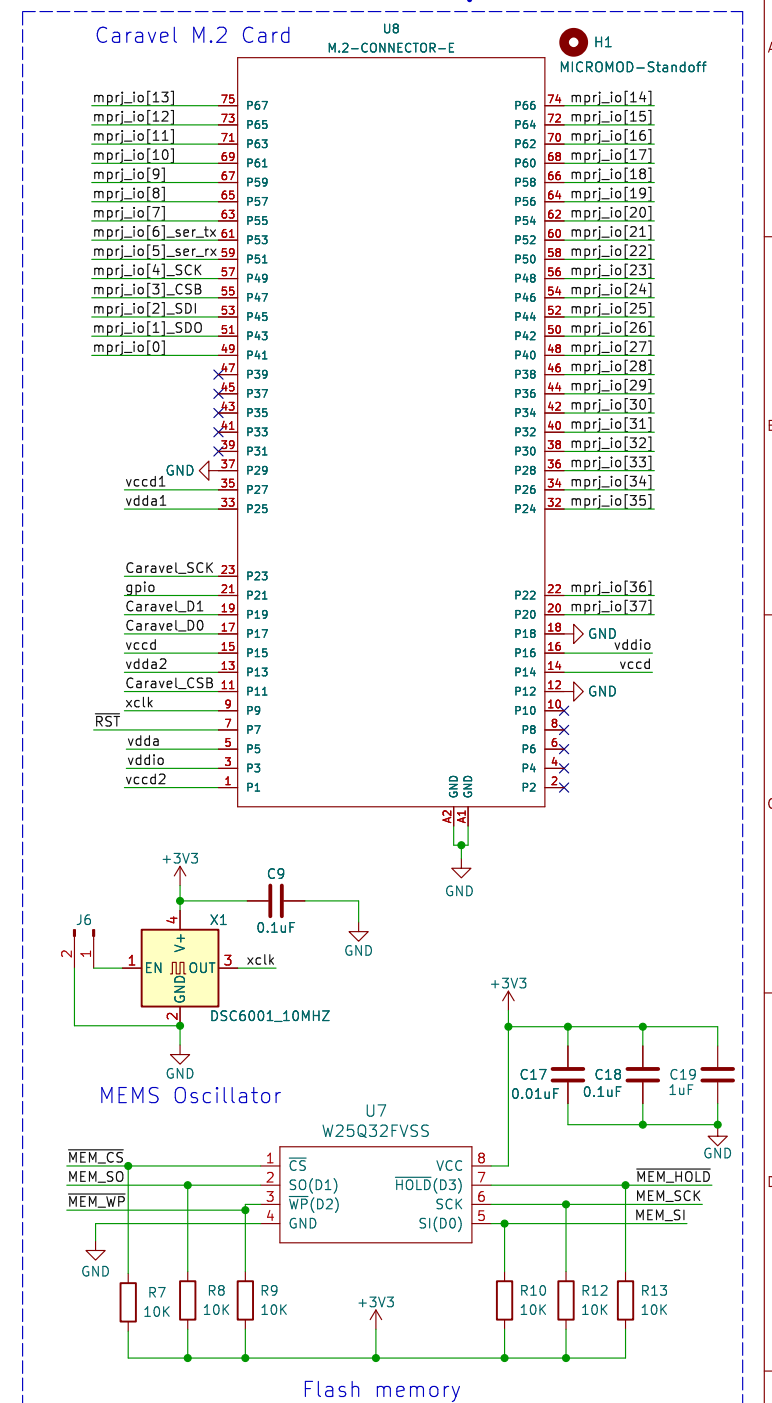 Caravel M.2 Card
U8
M.2-CONNECTOR-E
H1
MICROMOD-Standoff
A
mprj_io[13] 75 P67 P66 74 mprj_io[14]
mprj_io[12] 73 P65 P64 72 mprj_io[15]
mprj_io[11] 71 P63 P62 70 mprj_io[16]
mprj_io[10] 69 P61 P60 68 mprj_io[17]
mprj_io[9] 67 P59 P58 66 mprj_io[18]
mprj_io[8] 65 P57 P56 64 mprj_io[19]
mprj_io[7] 63 P55 P54 62 mprj_io[20]
mprj_io[6]_ser_tx 61 P53 P52 60 mprj_io[21]
mprj_io[5]_ser_rx 59 P51 P50 58 mprj_io[22]
mprj_io[4]_SCK 57 P49 P48 56 mprj_io[23]
mprj_io[3]_CSB 55 P47 P46 54 mprj_io[24]
mprj_io[2]_SDI 53 P45 P44 52 mprj_io[25]
mprj_io[1]_SDO 51 P43 P42 50 mprj_io[26]
mprj_io[0] 49 P41 P40 48 mprj_io[27]
47 P39 P38 46 mprj_io[28]
45 P37 P36 44 mprj_io[29]
43 P35 P34 42 mprj_io[30]
41 P33 P32 40 mprj_io[31]
B
39 P31 P30 38 mprj_io[32]
GND 37 P29 P28 36 mprj_io[33]
vccd1 35 P27 P26 34 mprj_io[34]
vdda1 33 P25 P24 32 mprj_io[35]
Caravel_SCK 23 P23
gpio 21 P21 P22 22 mprj_io[36]
Caravel_D1 19 P19 P20 20 mprj_io[37]
Caravel_D0 17 P17 P18 18 GND
vccd 15 P15 P16 16 vddio
vdda2 13 P13 P14 14 vccd
Caravel_CSB 11 P11 P12 12 GND
xclk 9 P9 P10 10
RST 7 P7 P8 8
vdda 5 P5 P6 6
vddio 3 P3 P4 4
vccd2 1 P1 P2 2
GND GND
C
A2 A1
GND
+3V3
C9
0.1uF
GND
J6
2 1
4
X1
V+
1 EN OUT 3 xclk
GND
2
DSC6001_10MHZ
GND
MEMS Oscillator
+3V3
C17 0.01uF
C18 0.1uF
C19 1uF
GND
U7
W25Q32FVSS
MEM_CS 1 CS VCC 8
MEM_SO 2 SO(D1) HOLD(D3) 7 MEM_HOLD
D
MEM_WP 3 WP(D2) SCK 6 MEM_SCK
4 GND SI(D0) 5 MEM_SI
GND
R7 10K
R8 10K
R9 10K
+3V3
R10 10K
R12 10K
R13 10K
Flash memory